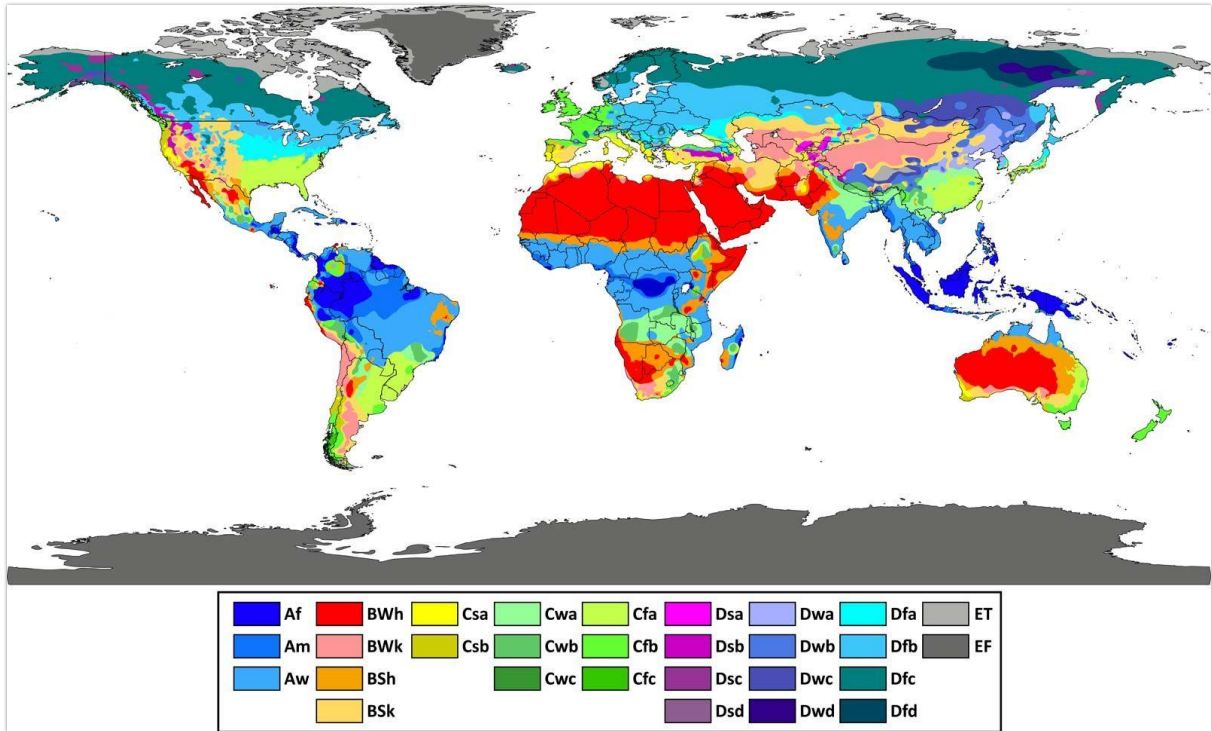 Af BWh Csa Cwa Cfa Dsa Dwa Dfa ET
Am BWk Csb Cwb Cfb Dsb Dwb Dfb EF
Aw BSh Cwc Cfc Dsc Dwc Dfc
BSk Dsd Dwd Dfd